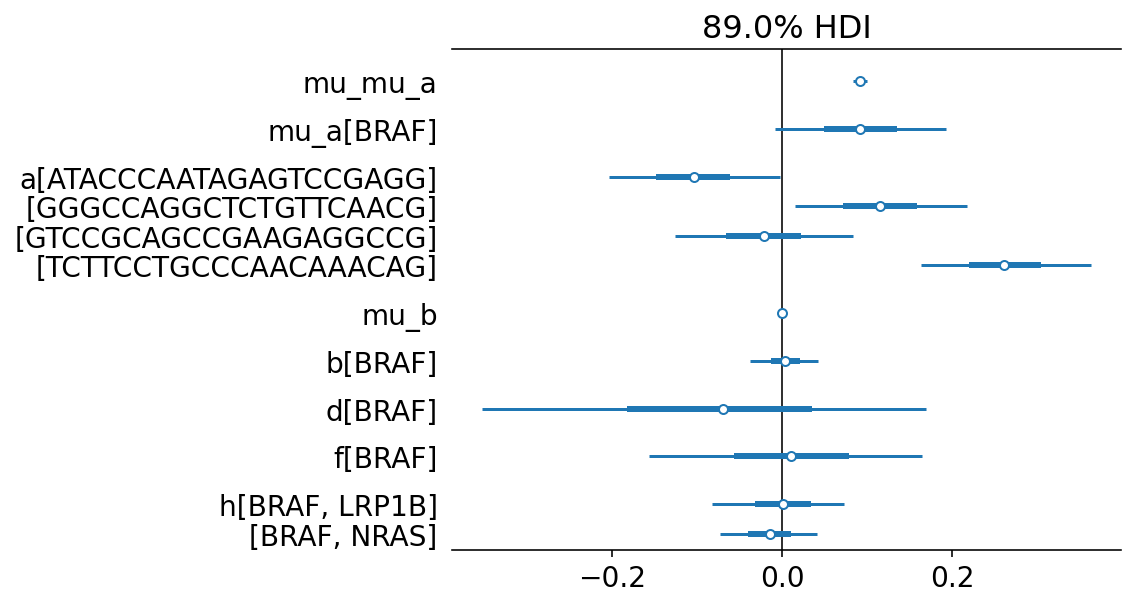 89.0% HDI
mu_mu_a
mu_a[BRAF]
a[ATACCCAATAGAGTCCGAGG]
[GGGCCAGGCTCTGTTCAACG]
[GTCCGCAGCCGAAGAGGCCG]
[TCTTCCTGCCCAACAAACAG]
mu_b
b[BRAF]
d[BRAF]
f[BRAF]
h[BRAF, LRP1B]
[BRAF, NRAS]
−0.2 0.0 0.2